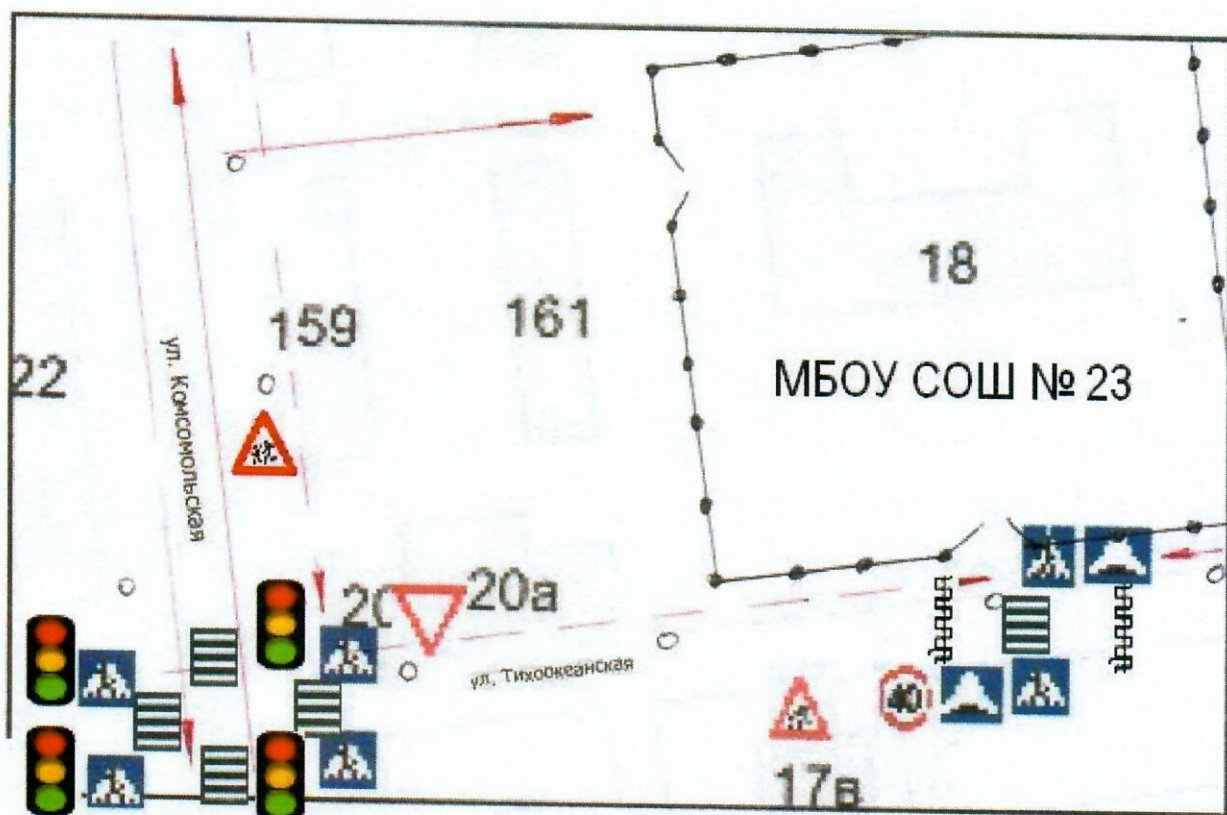 18
159
161
22
МБОУ СОШ № 23
ул. Комсомольская
20
20а
ул. Тихоокеанская
40
17в